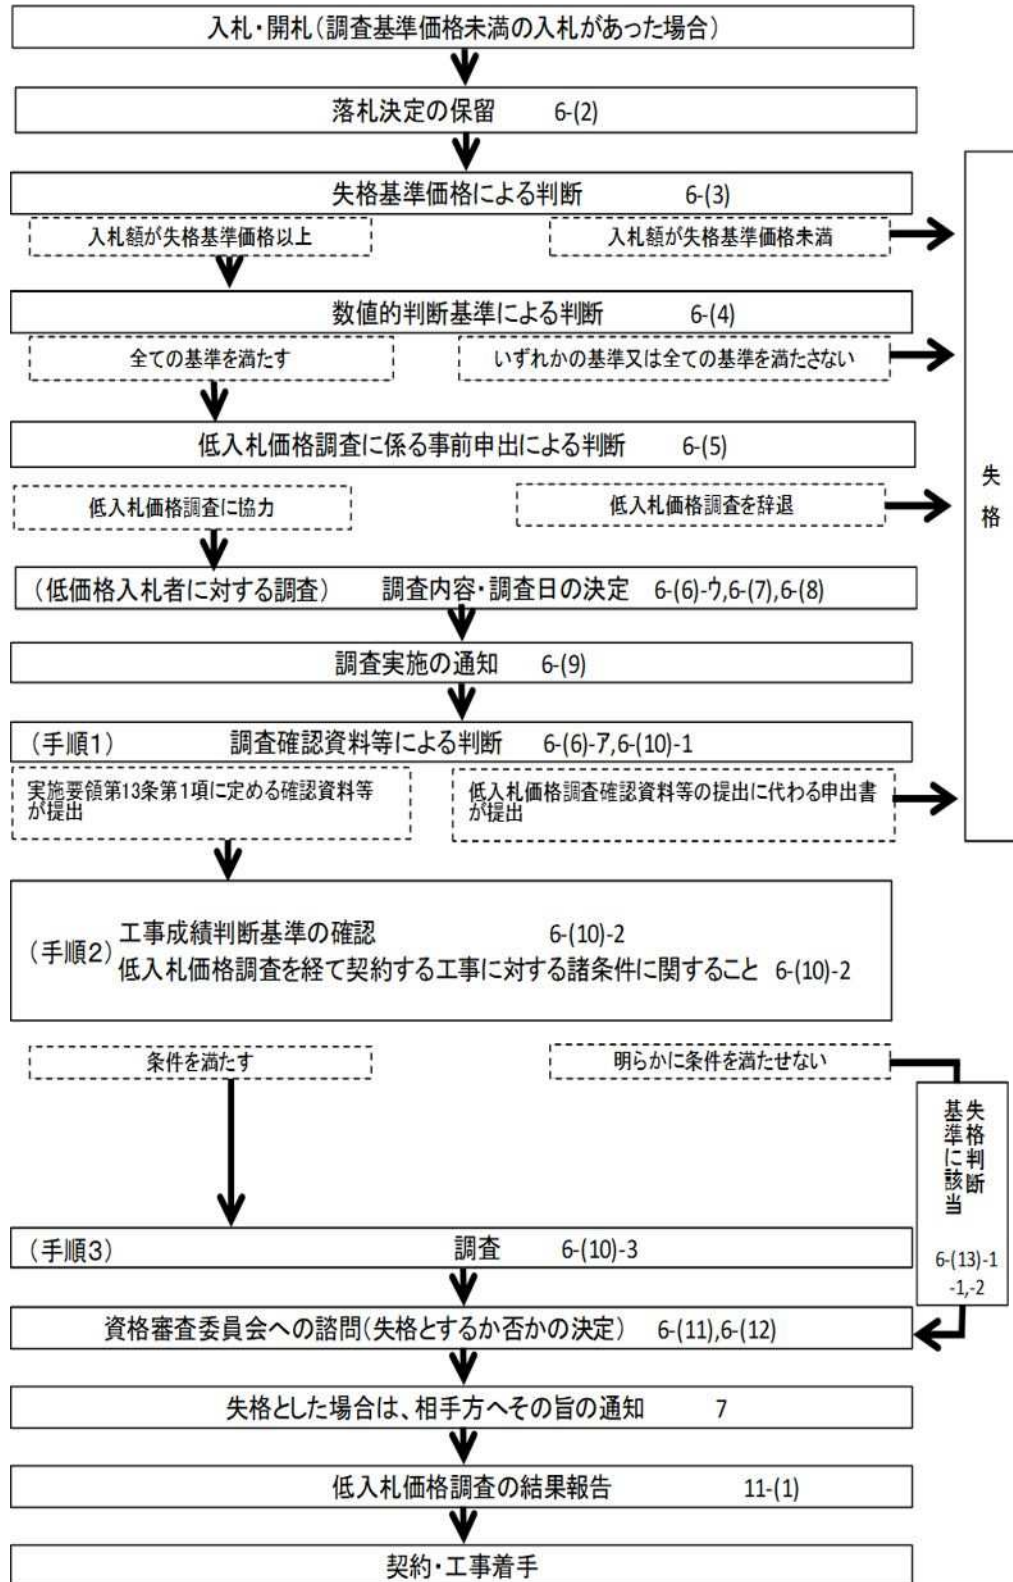 入札・開札(調査基準価格未満の入札があった場合)
落札決定の保留 6-(2)
失格基準価格による判断 6-(3)
入札額が失格基準価格以上
入札額が失格基準価格未満
数値的判断基準による判断 6-(4)
全ての基準を満たす
いずれかの基準又は全ての基準を満たさない
低入札価格調査に係る事前申出による判断 6-(5)
低入札価格調査に協力
低入札価格調査を辞退
失格
(低価格入札者に対する調査) 調査内容・調査日の決定 6-(6)-ウ,6-(7),6-(8)
調査実施の通知 6-(9)
(手順1) 調査確認資料等による判断 6-(6)-ア,6-(10)-1
実施要領第13条第1項に定める確認資料等
が提出
低入札価格調査確認資料等の提出に代わる申出書
が提出
(手順2)
工事成績判断基準の確認 6-(10)-2
低入札価格調査を経て契約する工事に対する諸条件に関すること 6-(10)-2
条件を満たす
明らかに条件を満たせない
失格判断
基準に該当
6-(13)-1
-1,-2
(手順3) 調査 6-(10)-3
資格審査委員会への諮問(失格とするか否かの決定) 6-(11),6-(12)
失格とした場合は、相手方へその旨の通知 7
低入札価格調査の結果報告 11-(1)
契約・工事着手